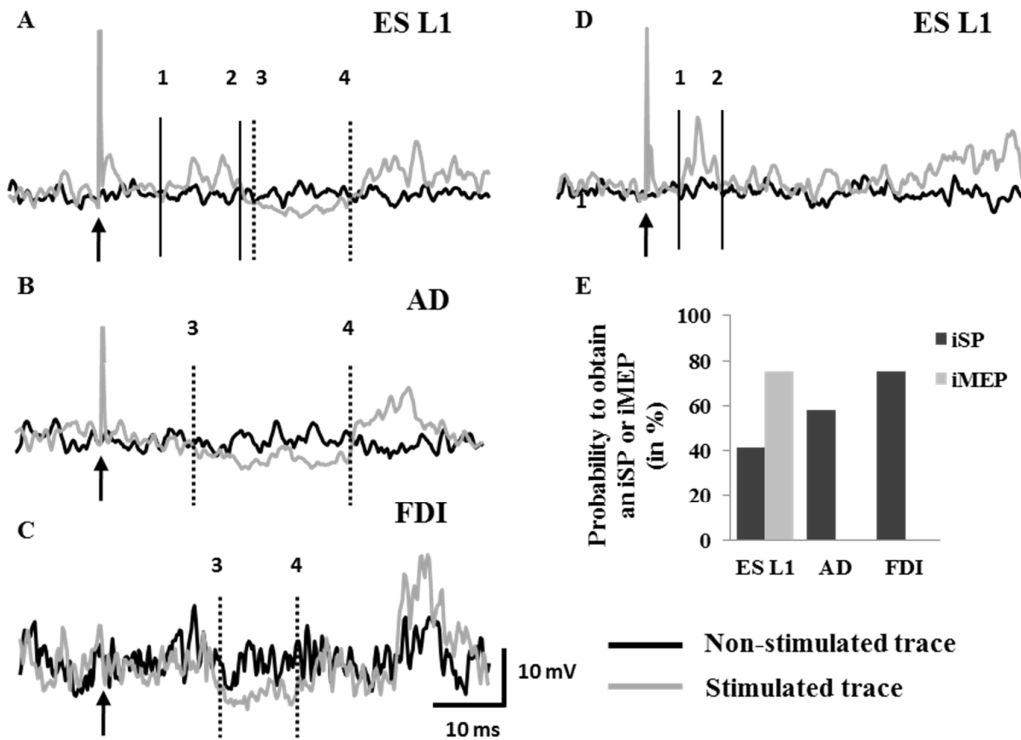 A
ES L1
1
2
3
4
D
ES L1
1
2
1
B
AD
3
4
E
Probability to obtain
an iSP or iMEP
(in %)
100
80
60
40
20
0
iSP
iMEP
ES L1
AD
FDI
C
FDI
3
4
10 mV
10 ms
Non-stimulated trace
Stimulated trace